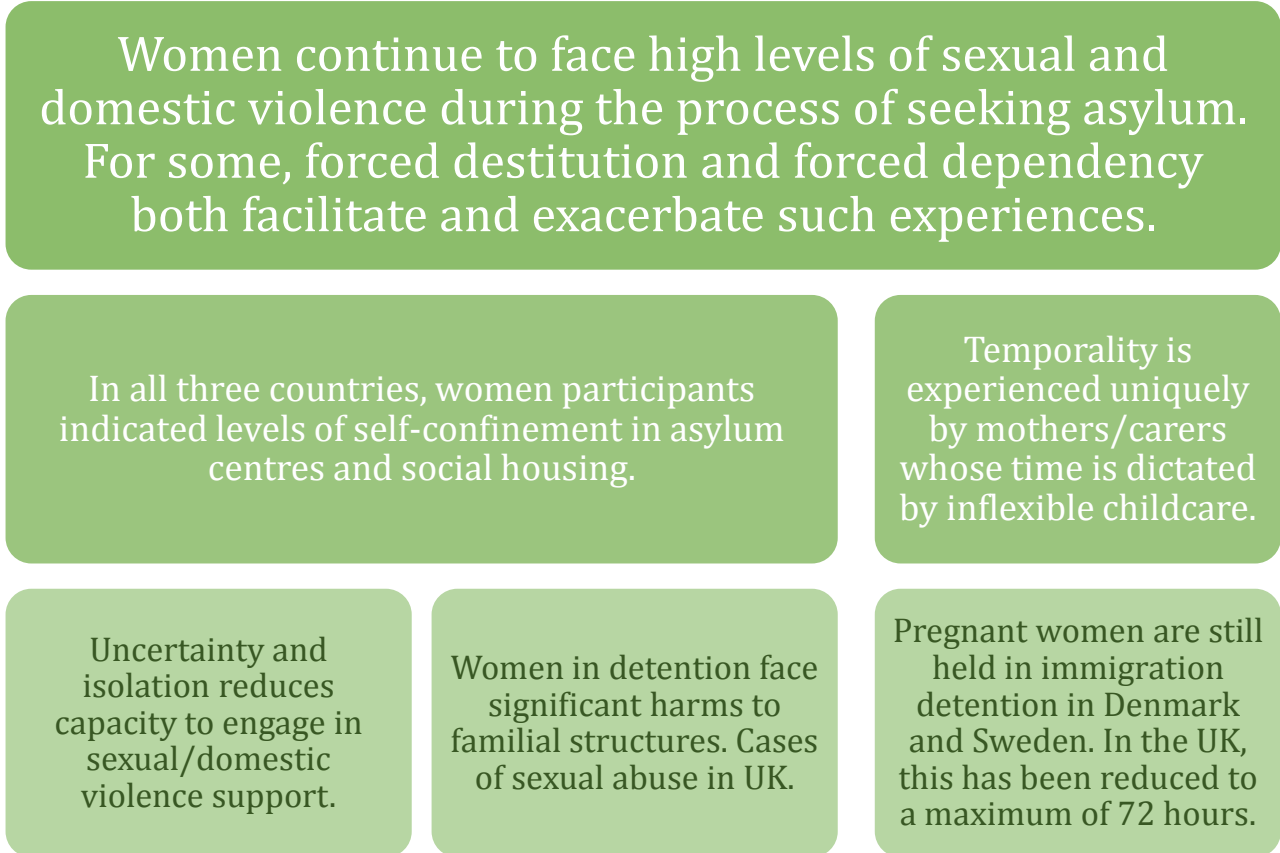 Women continue to face high levels of sexual and
domestic violence during the process of seeking asylum.
For some, forced destitution and forced dependency
both facilitate and exacerbate such experiences.
In all three countries, women participants
indicated levels of self-confinement in asylum
centres and social housing.
Temporality is
experienced uniquely
by mothers/carers
whose time is dictated
by inflexible childcare.
Uncertainty and
isolation reduces
capacity to engage in
sexual/domestic
violence support.
Women in detention face
significant harms to
familial structures. Cases
of sexual abuse in UK.
Pregnant women are still
held in immigration
detention in Denmark
and Sweden. In the UK,
this has been reduced to
a maximum of 72 hours.